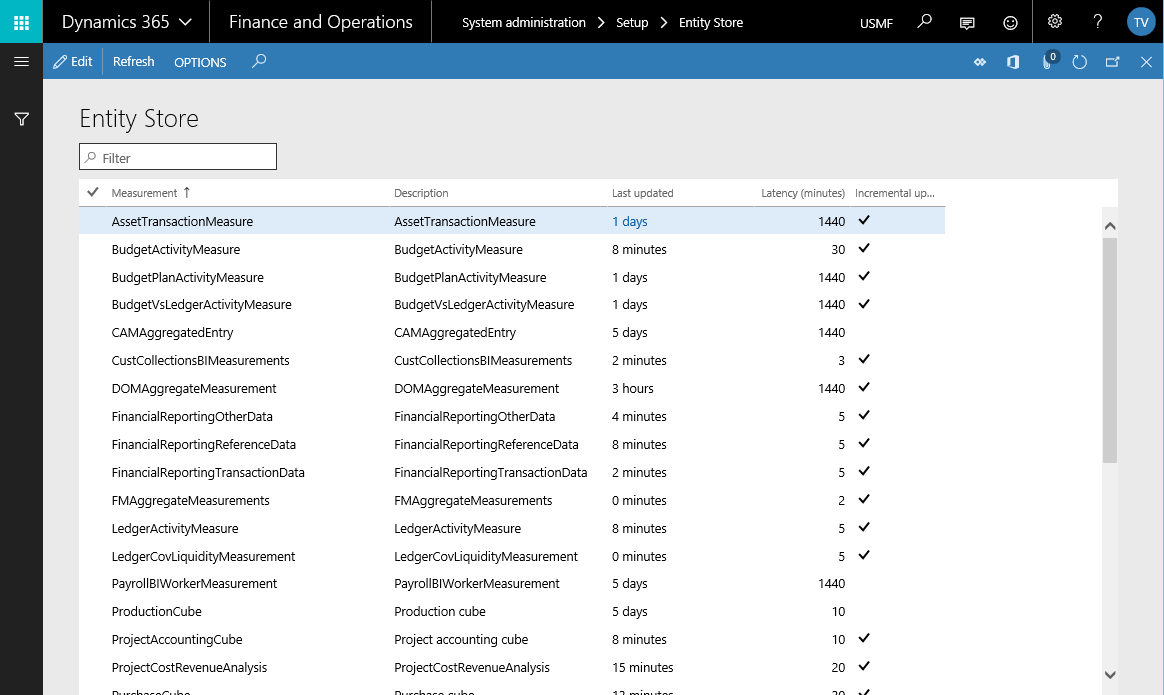 Dynamics 365 Finance and Operations System administration Setup Entity Store USMF ? TV
Edit Refresh OPTIONS 0
Entity Store
Filter
Measurement ↑ Description Last updated Latency (minutes) Incremental up...
AssetTransactionMeasure AssetTransactionMeasure 1 days 1440
BudgetActivityMeasure BudgetActivityMeasure 8 minutes 30
BudgetPlanActivityMeasure BudgetPlanActivityMeasure 1 days 1440
BudgetVsLedgerActivityMeasure BudgetVsLedgerActivityMeasure 1 days 1440
CAMAggregatedEntry CAMAggregatedEntry 5 days 1440
CustCollectionsBIMeasurements CustCollectionsBIMeasurements 2 minutes 3
DOMAggregateMeasurement DOMAggregateMeasurement 3 hours 1440
FinancialReportingOtherData FinancialReportingOtherData 4 minutes 5
FinancialReportingReferenceData FinancialReportingReferenceData 8 minutes 5
FinancialReportingTransactionData FinancialReportingTransactionData 2 minutes 5
FMAggregateMeasurements FMAggregateMeasurements 0 minutes 2
LedgerActivityMeasure LedgerActivityMeasure 8 minutes 5
LedgerCovLiquidityMeasurement LedgerCovLiquidityMeasurement 0 minutes 5
PayrollBIWorkerMeasurement PayrollBIWorkerMeasurement 5 days 1440
ProductionCube Production cube 5 days 10
ProjectAccountingCube Project accounting cube 8 minutes 10
ProjectCostRevenueAnalysis ProjectCostRevenueAnalysis 15 minutes 20
PurchaseCube Purchase cube minutes